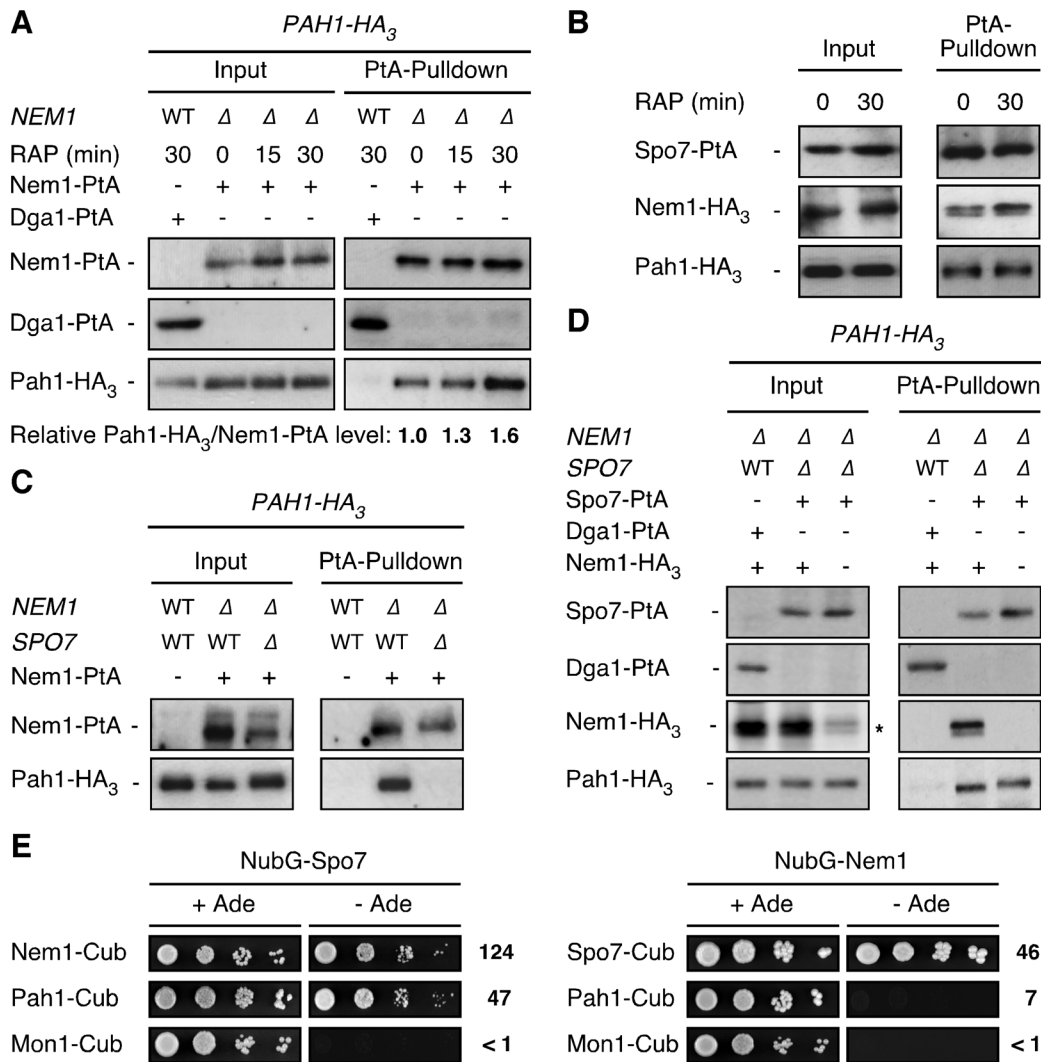 A
PAH1-HA3
Input PtA-Pulldown
NEM1 WT Δ Δ Δ WT Δ Δ Δ
RAP (min) 30 0 15 30 30 0 15 30
Nem1-PtA - + + + - + + +
Dga1-PtA + - - - + - - -
Nem1-PtA -
Dga1-PtA -
Pah1-HA3 -
Relative Pah1-HA3/Nem1-PtA level: 1.0 1.3 1.6
B
Input PtA-
Pulldown
RAP (min) 0 30 0 30
Spo7-PtA -
Nem1-HA3 -
Pah1-HA3 -
C
PAH1-HA3
Input PtA-Pulldown
NEM1 WT Δ Δ WT Δ Δ
SPO7 WT WT Δ WT WT Δ
Nem1-PtA - + + - + +
Nem1-PtA -
Pah1-HA3 -
D
PAH1-HA3
Input PtA-Pulldown
NEM1 Δ Δ Δ Δ Δ Δ
SPO7 WT Δ Δ WT Δ Δ
Spo7-PtA - + + - + +
Dga1-PtA + - - + - -
Nem1-HA3 + + - + + -
Spo7-PtA -
Dga1-PtA -
Nem1-HA3 - *
Pah1-HA3 -
E
NubG-Spo7
+ Ade - Ade
Nem1-Cub 124
Pah1-Cub 47
Mon1-Cub < 1
NubG-Nem1
+ Ade - Ade
Spo7-Cub 46
Pah1-Cub 7
Mon1-Cub < 1